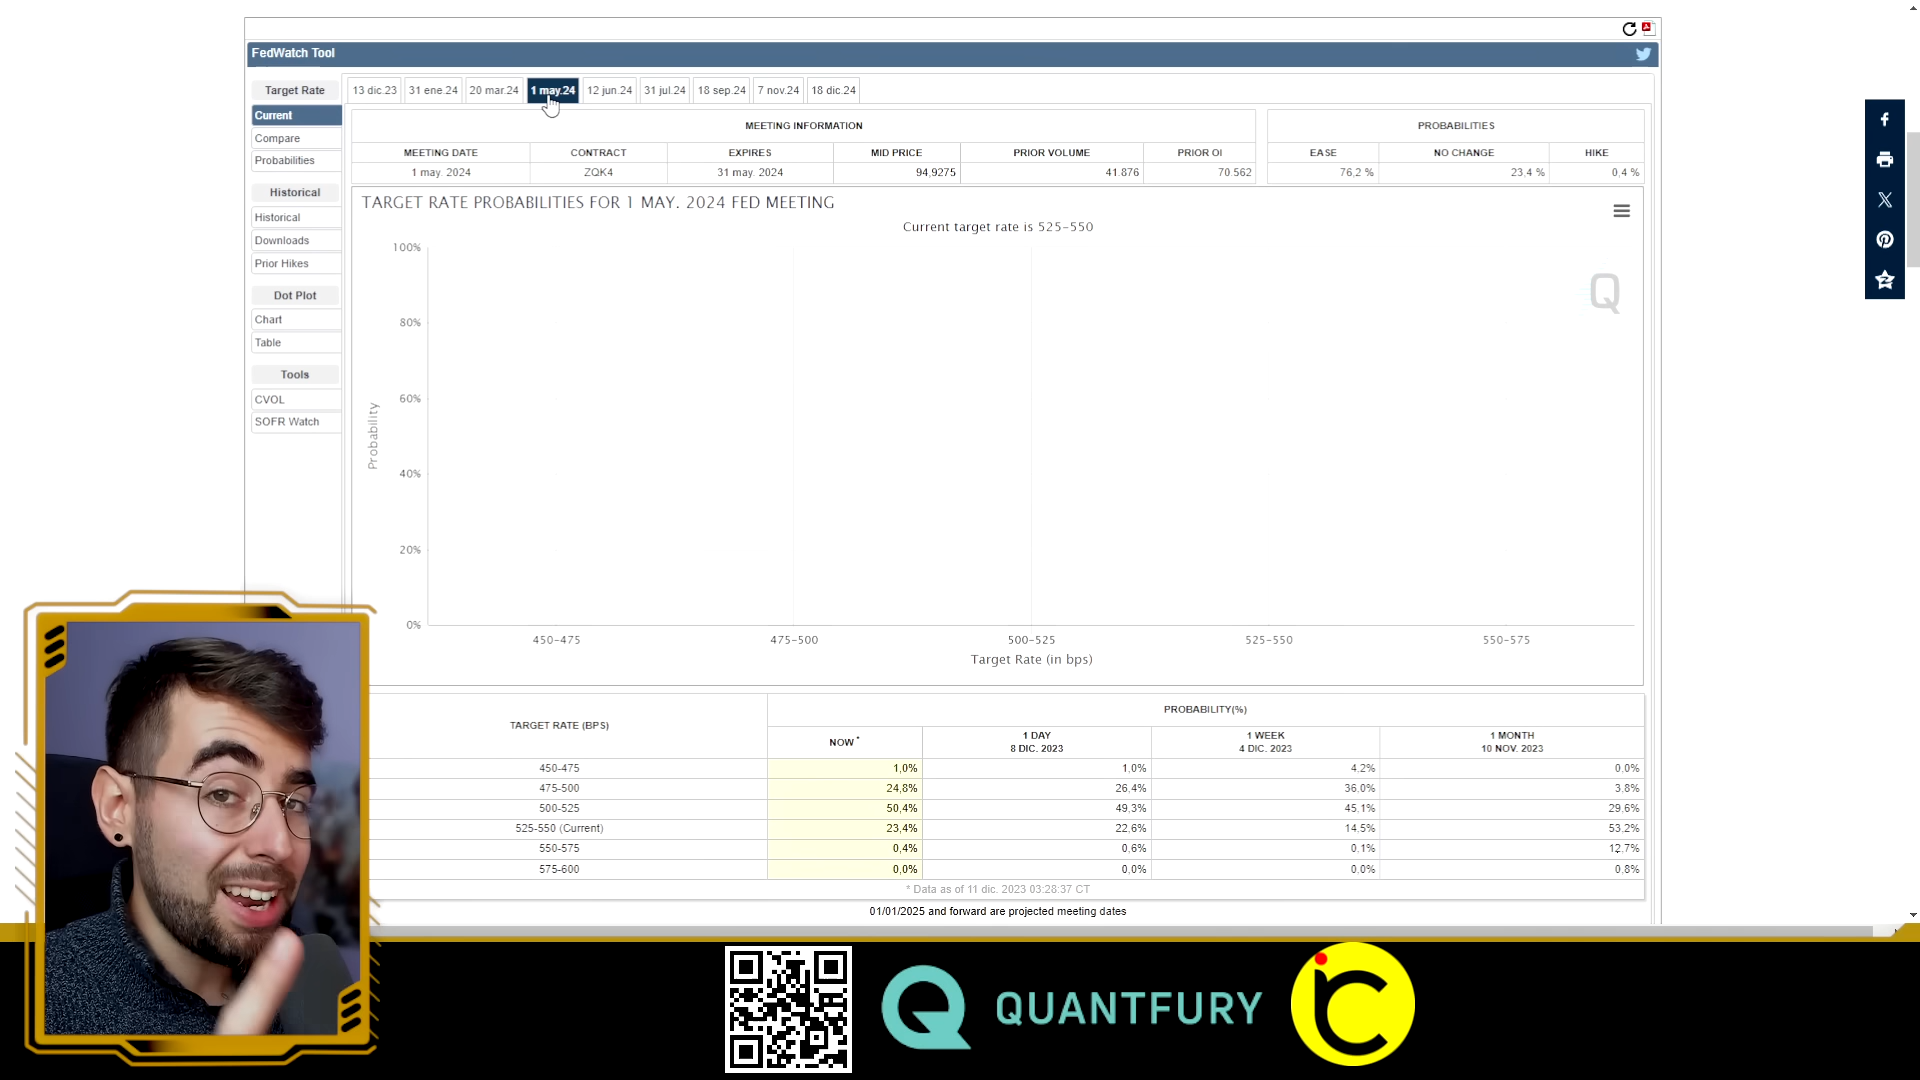 FedWatch Tool
Target Rate
Current
Compare
Probabilities
Historical
Historical
Downloads
Prior Hikes
Dot Plot
Chart
Table
Tools
CVOL
SOFR Watch
13 dic.23 31 ene.24 20 mar.24 1 may.24 12 jun.24 31 jul.24 18 sep.24 7 nov.24 18 dic.24
MEETING INFORMATION
MEETING DATE CONTRACT EXPIRES MID PRICE PRIOR VOLUME PRIOR OI
1 may. 2024 ZQK4 31 may. 2024 94,9275 41.876 70.562
PROBABILITIES
EASE NO CHANGE HIKE
76,2 % 23,4 % 0,4 %
TARGET RATE PROBABILITIES FOR 1 MAY. 2024 FED MEETING
Current target rate is 525-550
Q
100%
80%
60%
40%
20%
0%
Probability
450-475 475-500 500-525 525-550 550-575
Target Rate (in bps)
TARGET RATE (BPS) PROBABILITY(%)
NOW * 1 DAY 1 WEEK 1 MONTH
8 DIC. 2023 4 DIC. 2023 10 NOV. 2023
450-475 1,0% 1,0% 4,2% 0,0%
475-500 24,8% 26,4% 36,0% 3,8%
500-525 50,4% 49,3% 45,1% 29,6%
525-550 (Current) 23,4% 22,6% 14,5% 53,2%
550-575 0,4% 0,6% 0,1% 12,7%
575-600 0,0% 0,0% 0,0% 0,8%
* Data as of 11 dic. 2023 03:28:37 CT
01/01/2025 and forward are projected meeting dates
QUANTFURY